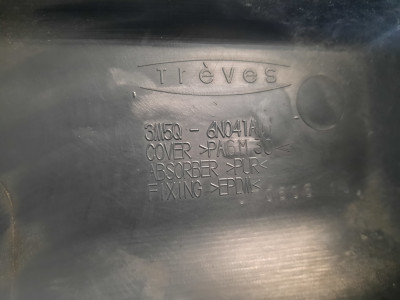 Trèves
3M5Q - 6N041A
COVER >PA6 M 30<
ABSORBER >PUR<
FIXING >EPDM<